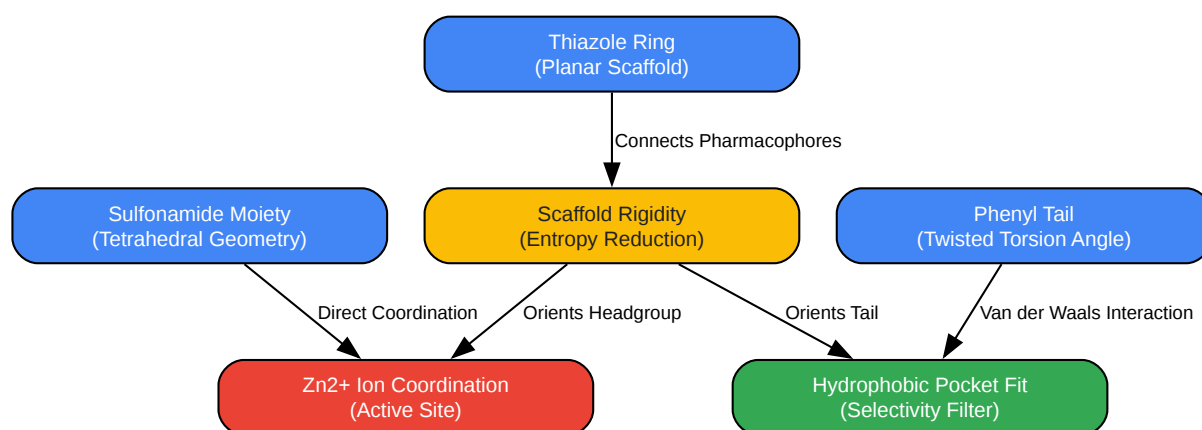 Thiazole Ring
(Planar Scaffold)
Connects Pharmacophores
Sulfonamide Moiety
(Tetrahedral Geometry)
Scaffold Rigidity
(Entropy Reduction)
Phenyl Tail
(Twisted Torsion Angle)
Direct Coordination
Orients Headgroup
Orients Tail
Van der Waals Interaction
Zn2+ Ion Coordination
(Active Site)
Hydrophobic Pocket Fit
(Selectivity Filter)